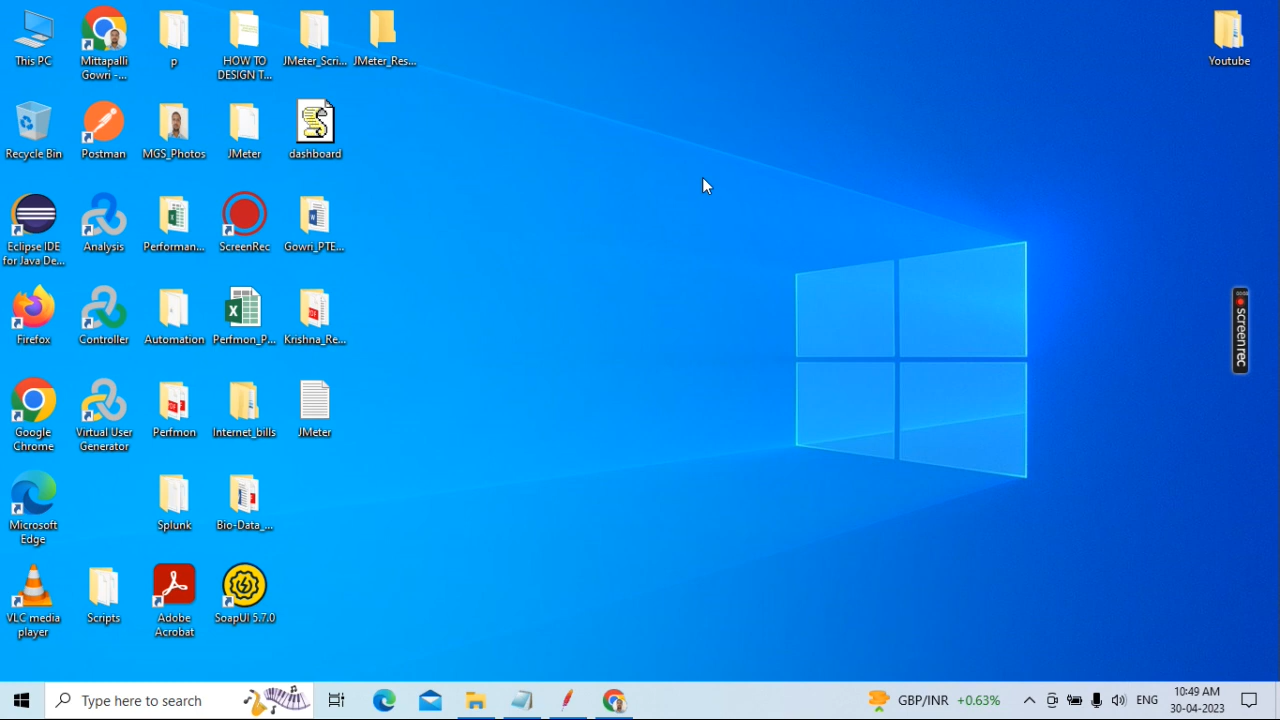 This PC
Mittapalli
Gowri -...
p
HOW TO
DESIGN T...
JMeter_Scri...
JMeter_Res...
Youtube
Recycle Bin
Postman
MGS_Photos
JMeter
dashboard
Eclipse IDE
for Java De...
Analysis
Performan...
ScreenRec
Gowri_PTE...
Firefox
Controller
Automation
Perfmon_P...
Krishna_Re...
screenrec
Google
Chrome
Virtual User
Generator
Perfmon
Internet_bills
JMeter
Microsoft
Edge
Splunk
Bio-Data_...
VLC media
player
Scripts
Adobe
Acrobat
SoapUI 5.7.0
Type here to search
GBP/INR +0.63%
ENG
10:49 AM
30-04-2023